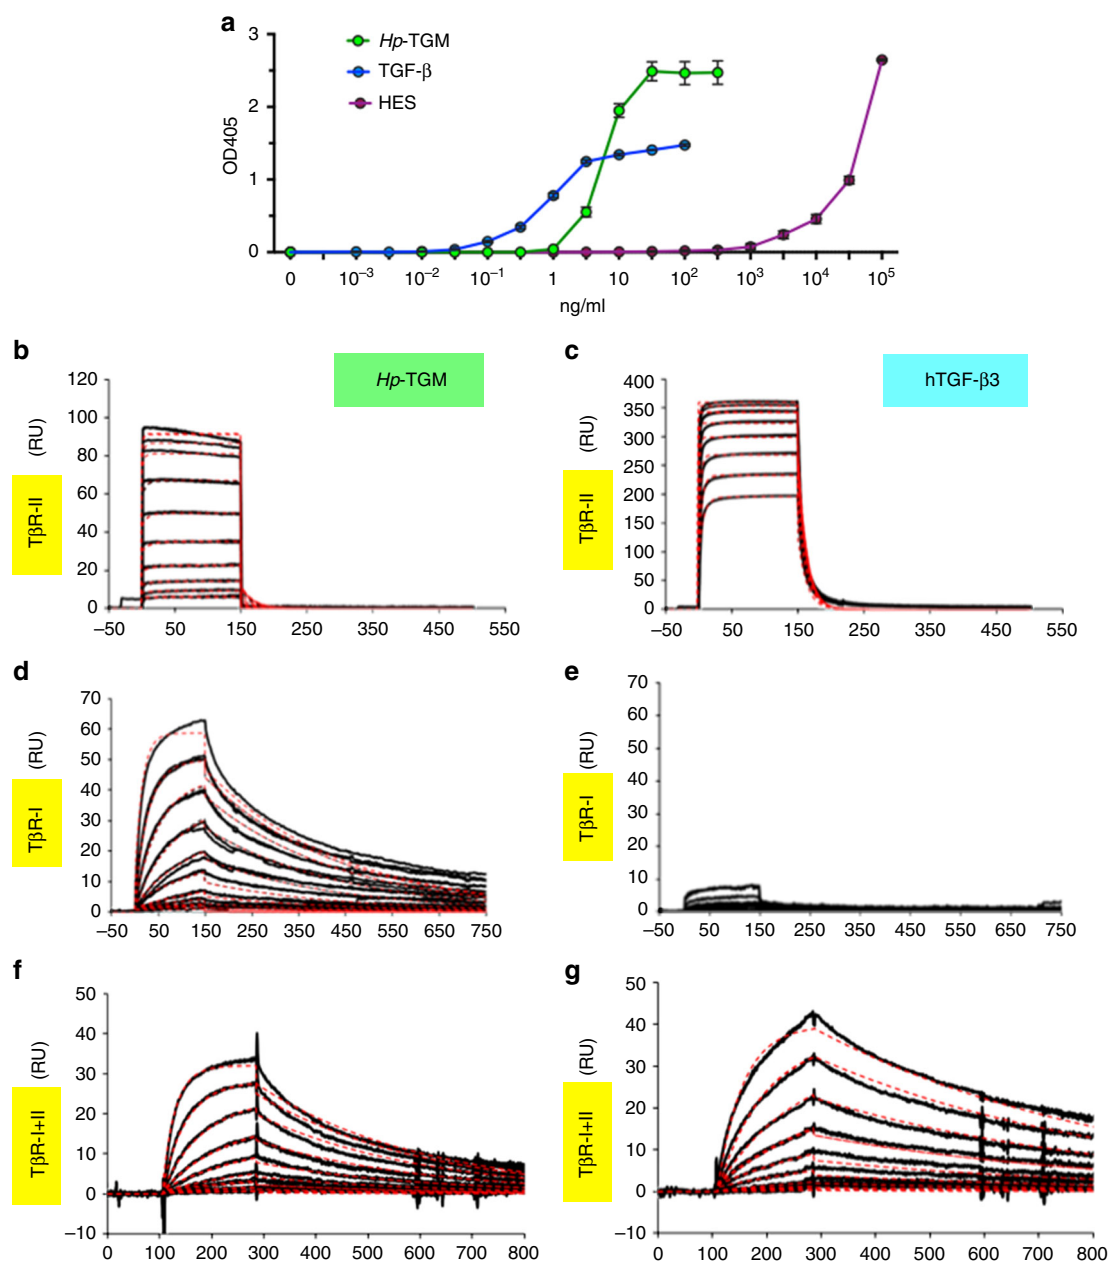 a
3
2
1
0
OD405
Hp-TGM
TGF-β
HES
0 10⁻³ 10⁻² 10⁻¹ 1 10 10² 10³ 10⁴ 10⁵
ng/ml
b
120
100
80
60
40
20
0
(RU)
TβR-II
Hp-TGM
−50 50 150 250 350 450 550
c
400
350
300
250
200
150
100
50
0
(RU)
TβR-II
hTGF-β3
−50 50 150 250 350 450 550
d
70
60
50
40
30
20
10
0
(RU)
TβR-I
−50 50 150 250 350 450 550 650 750
e
70
60
50
40
30
20
10
0
(RU)
TβR-I
−50 50 150 250 350 450 550 650 750
f
50
40
30
20
10
0
−10
(RU)
TβR-I+II
0 100 200 300 400 500 600 700 800
g
50
40
30
20
10
0
−10
(RU)
TβR-I+II
0 100 200 300 400 500 600 700 800